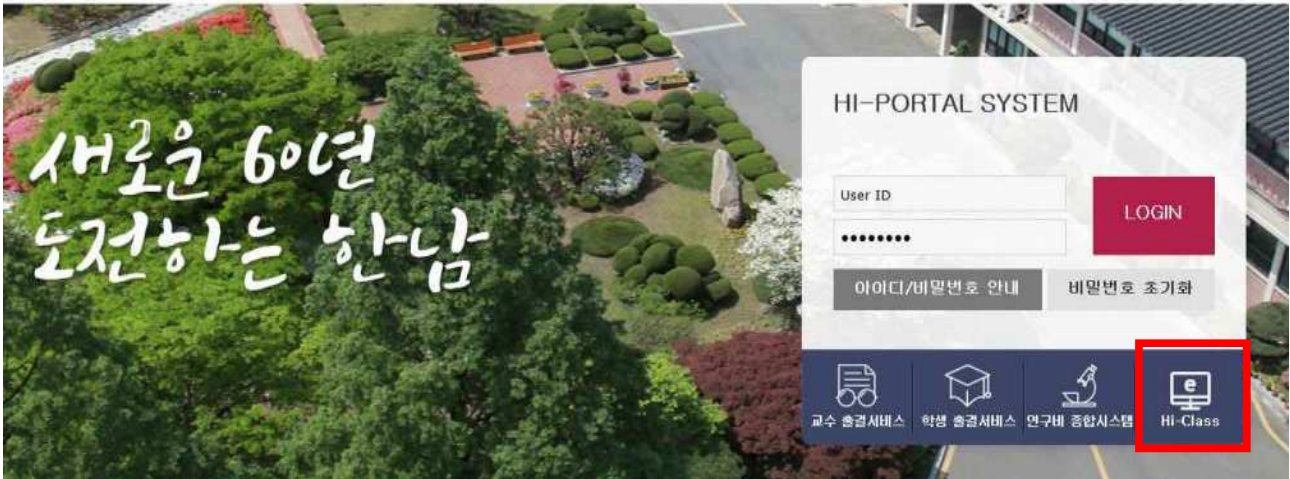 새로운 60년
도전하는 한남
HI-PORTAL SYSTEM
User ID
••••••••
LOGIN
아이디/비밀번호 안내
비밀번호 초기화
교수 출결서비스
학생 출결서비스
연구비 종합시스템
e
Hi-Class